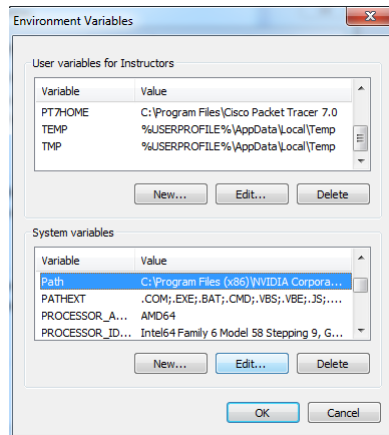 Environment Variables
User variables for Instructors
Variable Value
PT7HOME C:\Program Files\Cisco Packet Tracer 7.0
TEMP %USERPROFILE%\AppData\Local\Temp
TMP %USERPROFILE%\AppData\Local\Temp
New... Edit... Delete
System variables
Variable Value
Path C:\Program Files (x86)\NVIDIA Corpora...
PATHEXT .COM;.EXE;.BAT;.CMD;.VBS;.VBE;.JS;....
PROCESSOR_A... AMD64
PROCESSOR_ID... Intel64 Family 6 Model 58 Stepping 9, G...
New... Edit... Delete
OK Cancel